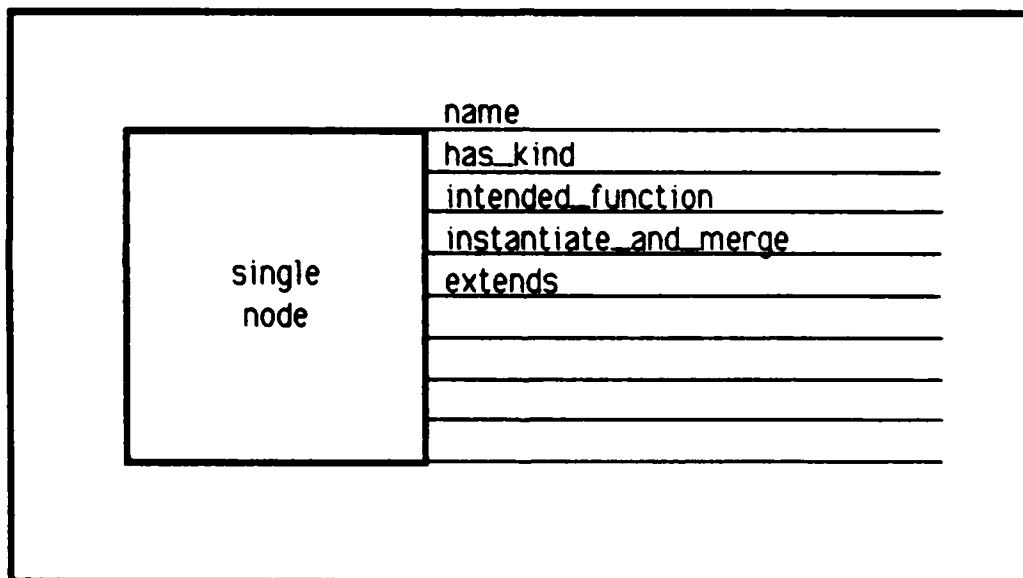 name
has_kind
intended_function
instantiate_and_merge
extends
single
node